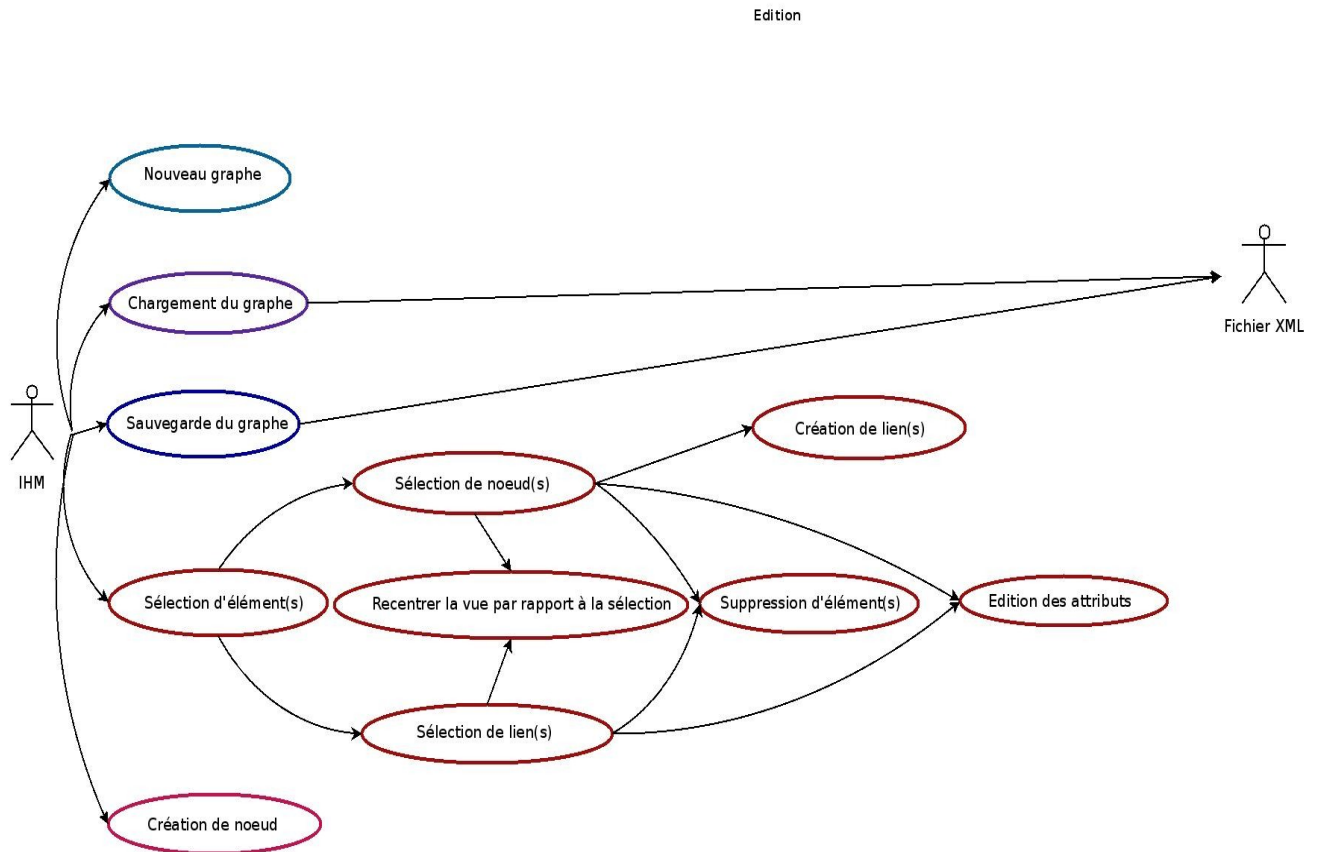 Edition
Nouveau graphe
Chargement du graphe
Fichier XML
Sauvegarde du graphe
IHM
Création de lien(s)
Sélection de noeud(s)
Sélection d'élément(s)
Recentrer la vue par rapport à la sélection
Suppression d'élément(s)
Edition des attributs
Sélection de lien(s)
Création de noeud